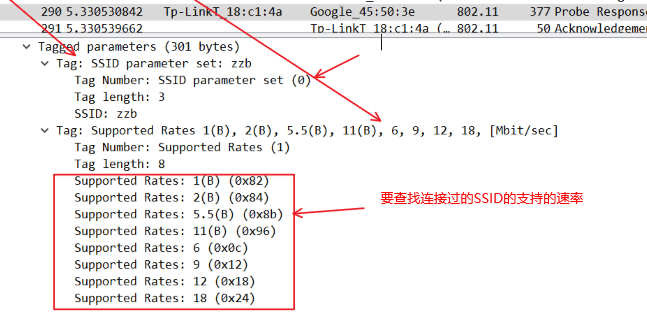 290 5.330530842 Tp-LinkT_18:c1:4a Google_45:50:3e 802.11 377 Probe Response
291 5.330539662 Tp-LinkT_18:c1:4a (… 802.11 50 Acknowledgeme
Tagged parameters (301 bytes)
Tag: SSID parameter set: zzb
Tag Number: SSID parameter set (0)
Tag length: 3
SSID: zzb
Tag: Supported Rates 1(B), 2(B), 5.5(B), 11(B), 6, 9, 12, 18, [Mbit/sec]
Tag Number: Supported Rates (1)
Tag length: 8
Supported Rates: 1(B) (0x82)
Supported Rates: 2(B) (0x84)
Supported Rates: 5.5(B) (0x8b)
要查找连接过的SSID的支持的速率
Supported Rates: 11(B) (0x96)
Supported Rates: 6 (0x0c)
Supported Rates: 9 (0x12)
Supported Rates: 12 (0x18)
Supported Rates: 18 (0x24)